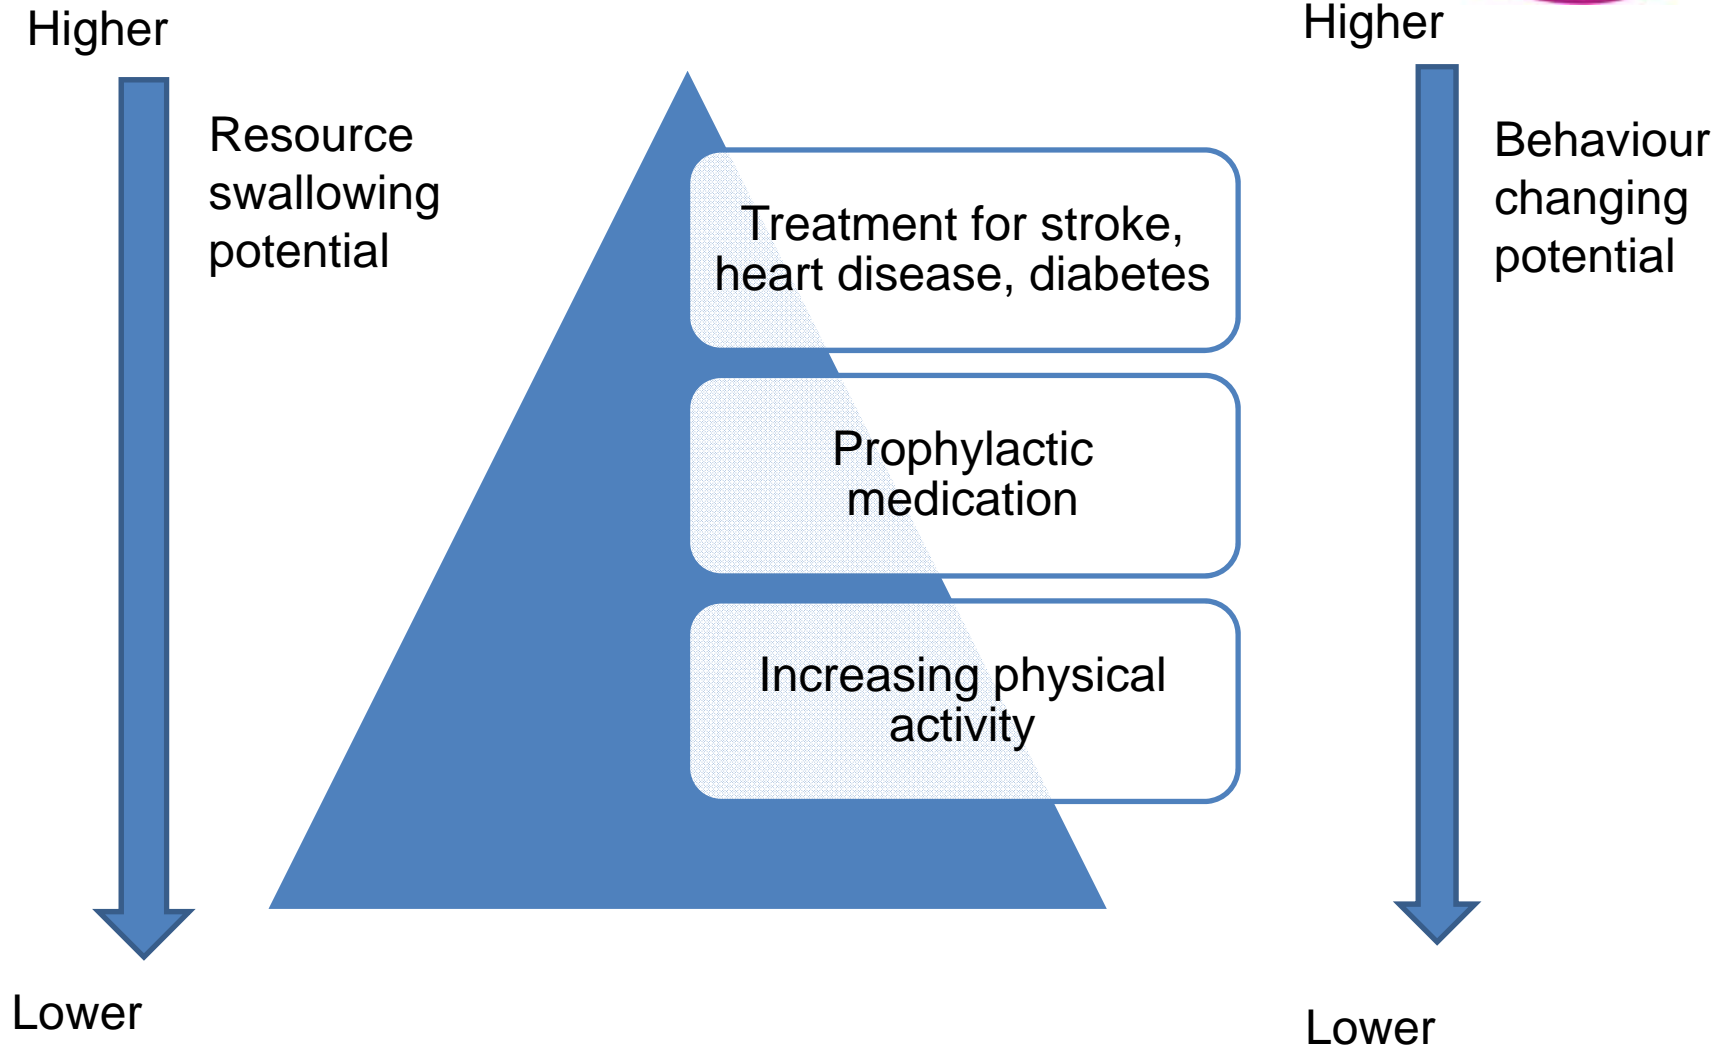 Higher
Resource
swallowing
potential
Lower
Treatment for stroke,
heart disease, diabetes
Prophylactic
medication
Increasing physical
activity
Higher
Behaviour
changing
potential
Lower